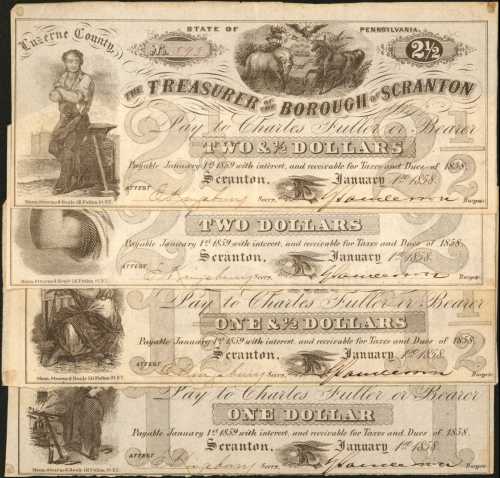 Luzerne County,
STATE OF PENNSYLVANIA.
No. 593
2½
THE TREASURER OF THE BOROUGH OF SCRANTON
Pay to Charles Fuller or Bearer
TWO & ½ DOLLARS
Payable January 1st 1859 with interest, and receivable for Taxes and Dues of 1858.
Scranton, January 1st 1858.
ATTEST E. Kingsbury Secy. Burgess
TWO DOLLARS
Payable January 1st 1859 with interest, and receivable for Taxes and Dues of 1858.
Scranton, January 1st 1858.
ATTEST E. Kingsbury Secy. Burgess
Pay to Charles Fuller or Bearer
ONE & ½ DOLLARS
Payable January 1st 1859 with interest, and receivable for Taxes and Dues of 1858.
Scranton, January 1st 1858.
ATTEST Kingsbury Secy. Burgess
Pay to Charles Fuller or Bearer
ONE DOLLAR
Payable January 1st 1859 with interest, and receivable for Taxes and Dues of 1858.
Scranton, January 1st 1858.
ATTEST Kingsbury Secy. Burgess